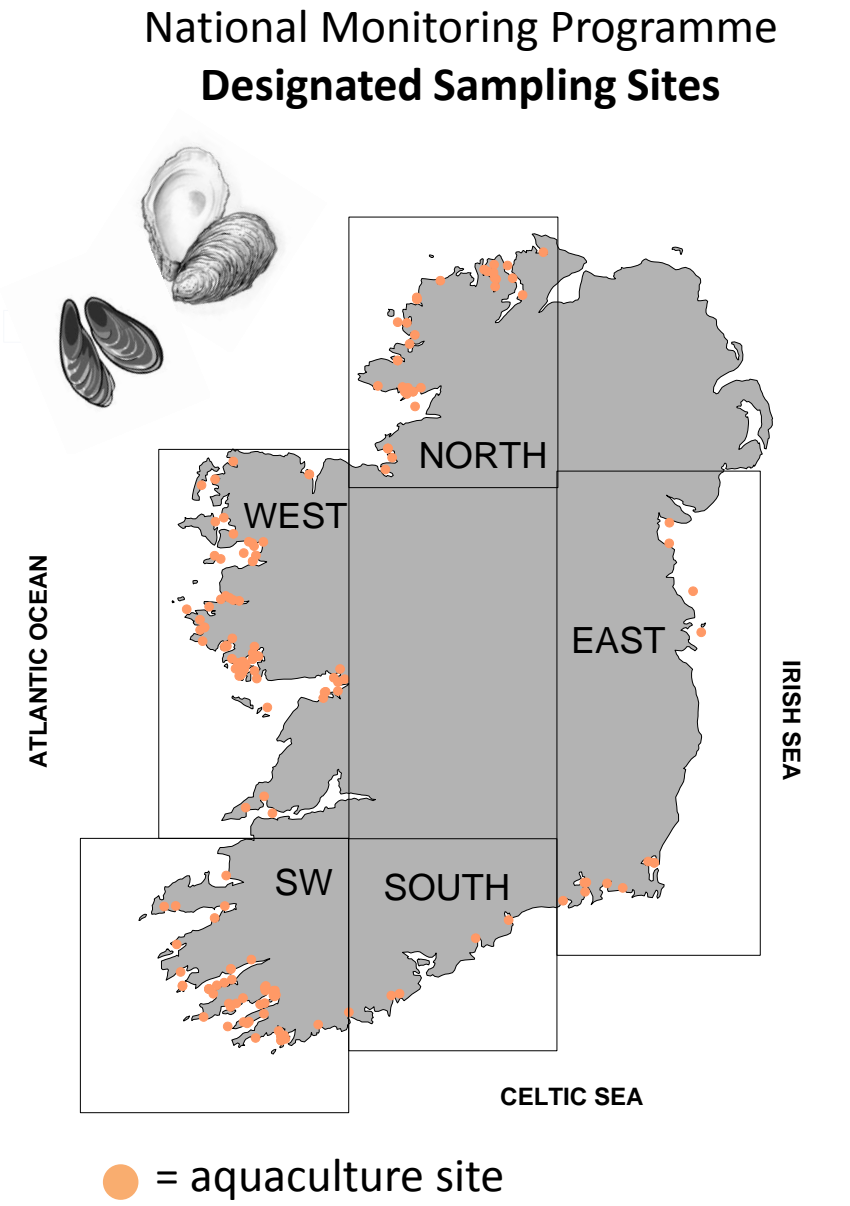 National Monitoring Programme
Designated Sampling Sites
NORTH
WEST
ATLANTIC OCEAN
EAST
IRISH SEA
SW
SOUTH
CELTIC SEA
= aquaculture site